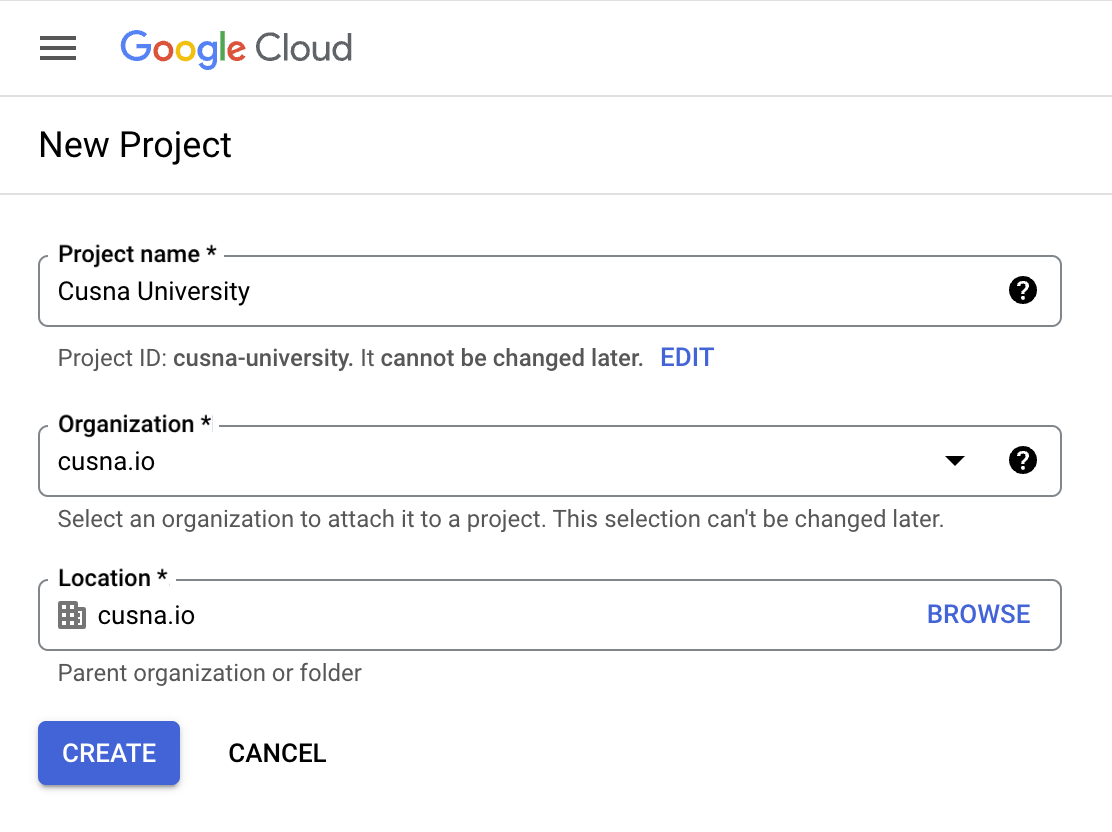 Google Cloud
New Project
Project name *
Cusna University
Project ID: cusna-university. It cannot be changed later. EDIT
Organization *
cusna.io
Select an organization to attach it to a project. This selection can't be changed later.
Location *
cusna.io BROWSE
Parent organization or folder
CREATE CANCEL